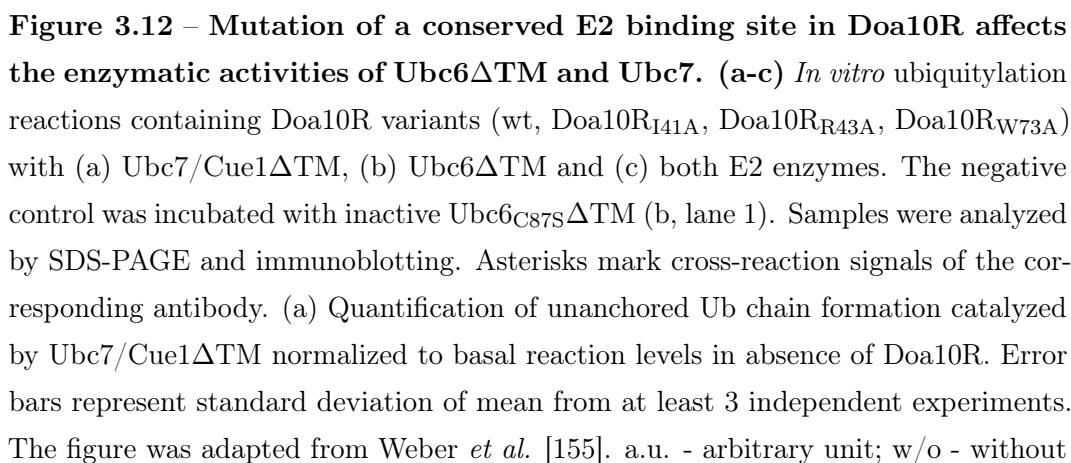 Figure 3.12 – Mutation of a conserved E2 binding site in Doa10R affects
the enzymatic activities of Ubc6ΔTM and Ubc7. (a-c) In vitro ubiquitylation
reactions containing Doa10R variants (wt, Doa10R_I41A, Doa10R_R43A, Doa10R_W73A)
with (a) Ubc7/Cue1ΔTM, (b) Ubc6ΔTM and (c) both E2 enzymes. The negative
control was incubated with inactive Ubc6_C87SΔTM (b, lane 1). Samples were analyzed
by SDS-PAGE and immunoblotting. Asterisks mark cross-reaction signals of the cor-
responding antibody. (a) Quantification of unanchored Ub chain formation catalyzed
by Ubc7/Cue1ΔTM normalized to basal reaction levels in absence of Doa10R. Error
bars represent standard deviation of mean from at least 3 independent experiments.
The figure was adapted from Weber et al. [155]. a.u. - arbitrary unit; w/o - without